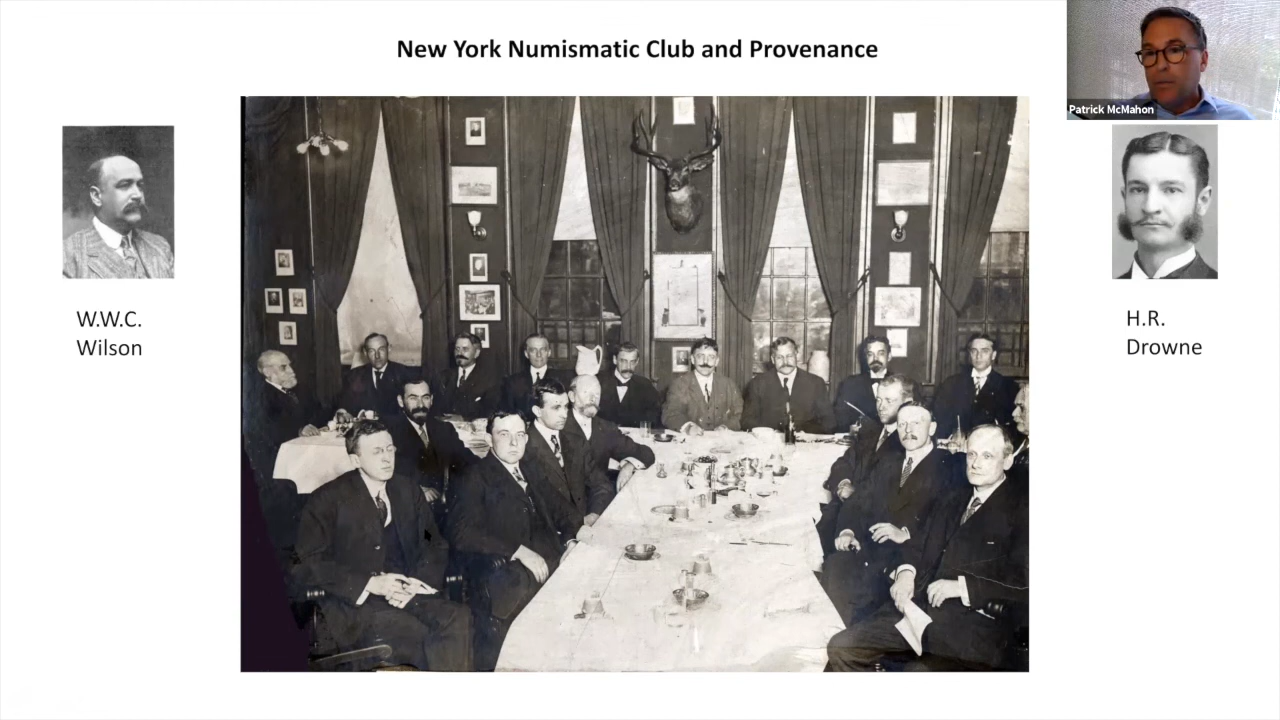 New York Numismatic Club and Provenance
Patrick McMahon
W.W.C.
Wilson
H.R.
Drowne